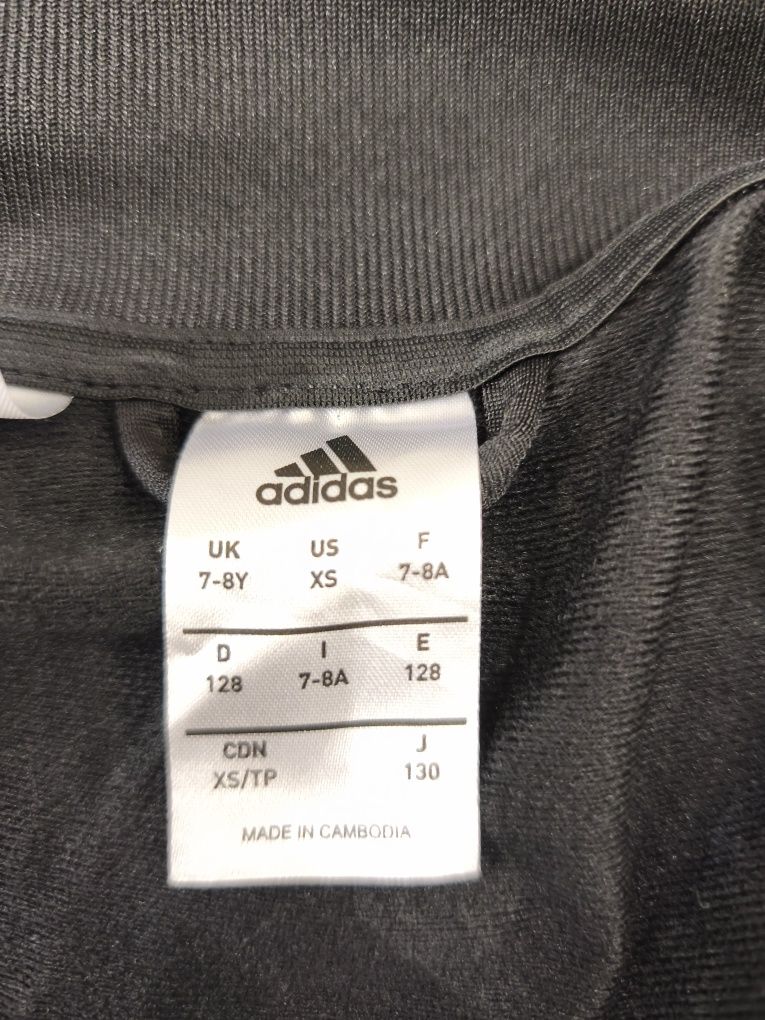 adidas
UK US F
7-8Y XS 7-8A
D I E
128 7-8A 128
CDN J
XS/TP 130
MADE IN CAMBODIA